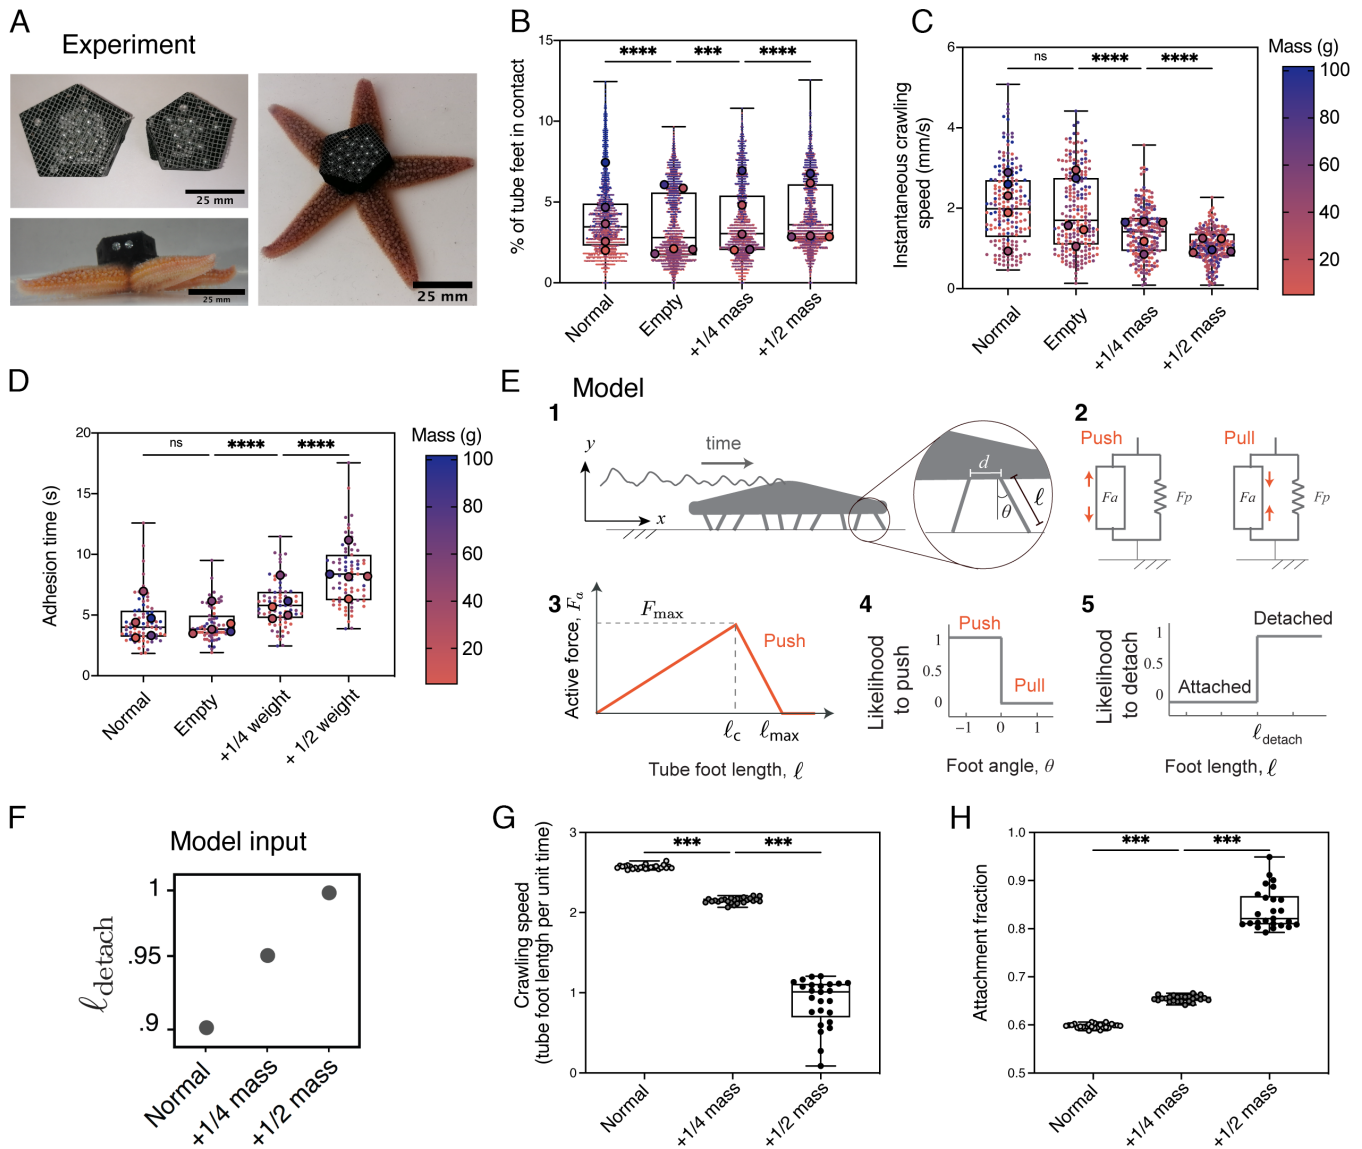 A
Experiment
25 mm
25 mm
25 mm
B
% of tube feet in contact
15
10
5
0
****
***
****
Normal
Empty
+1/4 mass
+1/2 mass
C
Instantaneous crawling
speed (mm/s)
6
4
2
0
ns
****
****
Normal
Empty
+1/4 mass
+1/2 mass
Mass (g)
100
80
60
40
20
D
Adhesion time (s)
20
15
10
5
0
ns
****
****
Normal
Empty
+1/4 weight
+ 1/2 weight
Mass (g)
100
80
60
40
20
E
Model
1
y
time
x
d
θ
ℓ
2
Push
Pull
Fa
Fp
Fa
Fp
3
Active force, Fa
Fmax
Push
ℓc
ℓmax
Tube foot length, ℓ
4
Likelihood
to push
Push
1
0.5
0
Pull
−1
0
1
Foot angle, θ
5
Likelihood
to detach
Detached
1
0.5
0
Attached
ℓdetach
Foot length, ℓ
F
Model input
ℓdetach
1
.95
.9
Normal
+1/4 mass
+1/2 mass
G
Crawling speed
(tube foot lentgh per unit time)
3
2
1
0
***
***
Normal
+1/4 mass
+1/2 mass
H
Attachment fraction
1.0
0.9
0.8
0.7
0.6
0.5
***
***
Normal
+1/4 mass
+1/2 mass